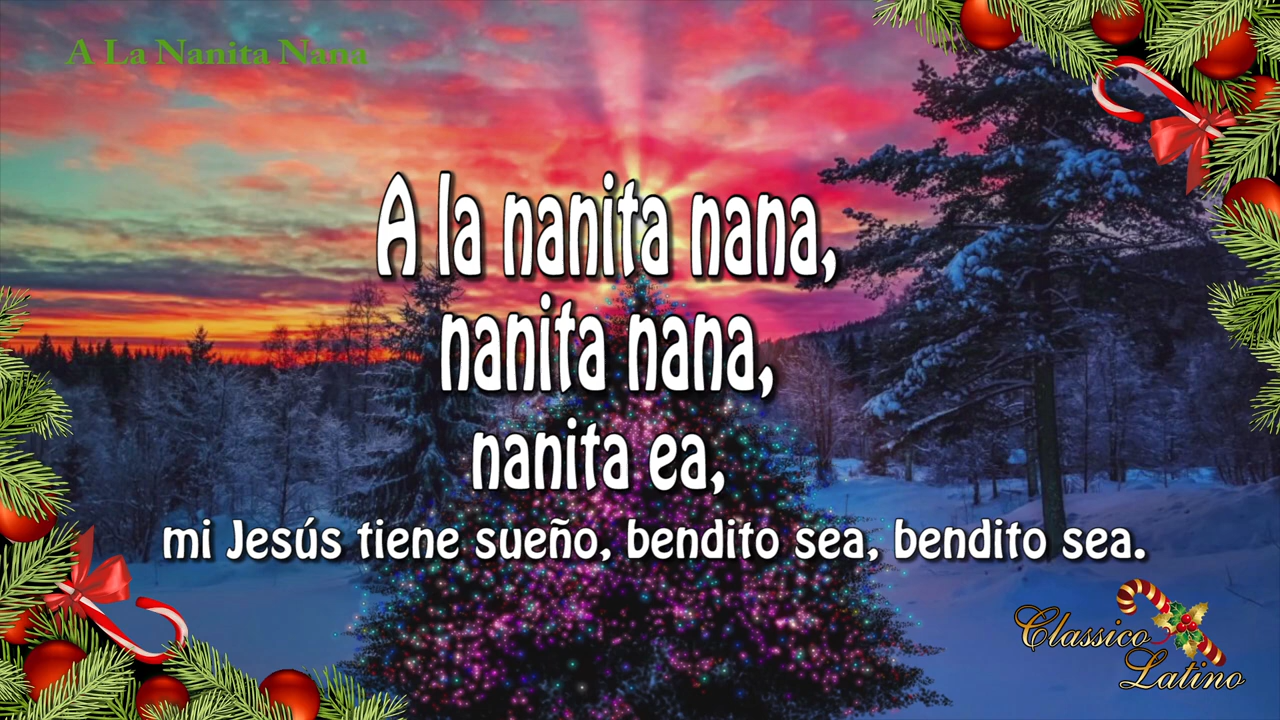 A La Nanita Nana
A la nanita nana,
nanita nana,
nanita ea,
mi Jesús tiene sueño, bendito sea, bendito sea.
Classico
Latino